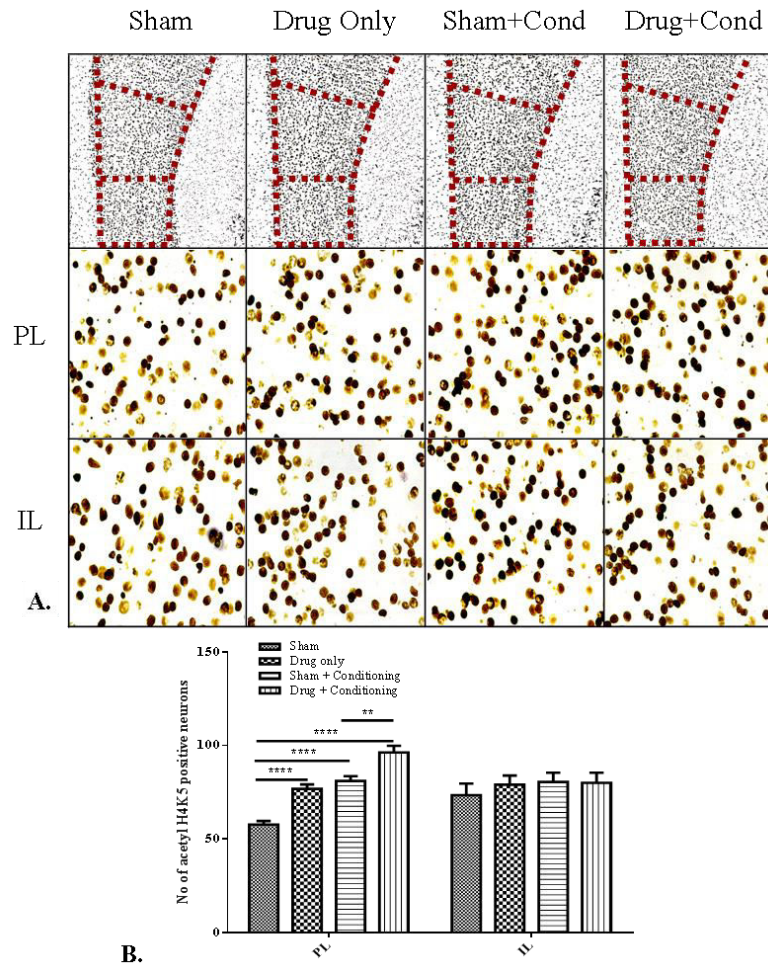 Sham Drug Only Sham+Cond Drug+Cond
PL
IL
A.
Sham
Drug only
Sham + Conditioning
Drug + Conditioning
No of acetyl H4K5 positive neurons
150
100
50
0
**
****
****
****
PL
IL
B.